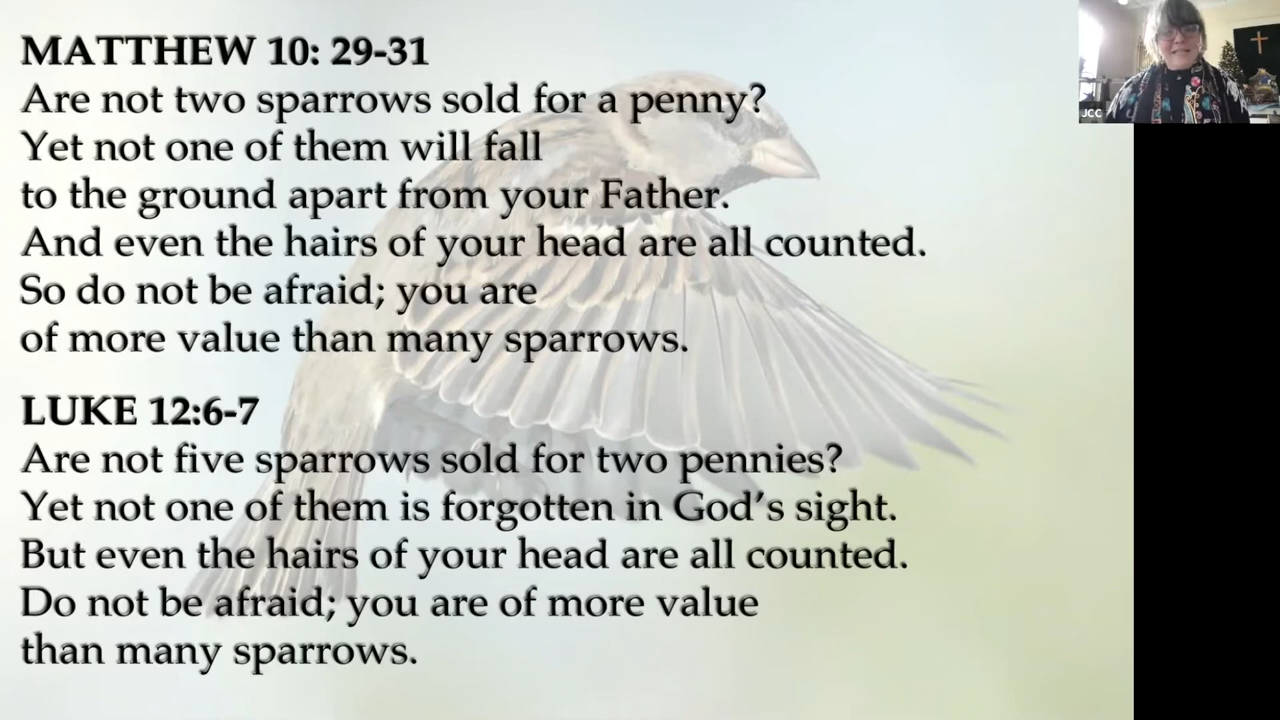 MATTHEW 10: 29-31
Are not two sparrows sold for a penny?
Yet not one of them will fall
to the ground apart from your Father.
And even the hairs of your head are all counted.
So do not be afraid; you are
of more value than many sparrows.
LUKE 12:6-7
Are not five sparrows sold for two pennies?
Yet not one of them is forgotten in God’s sight.
But even the hairs of your head are all counted.
Do not be afraid; you are of more value
than many sparrows.
JCC